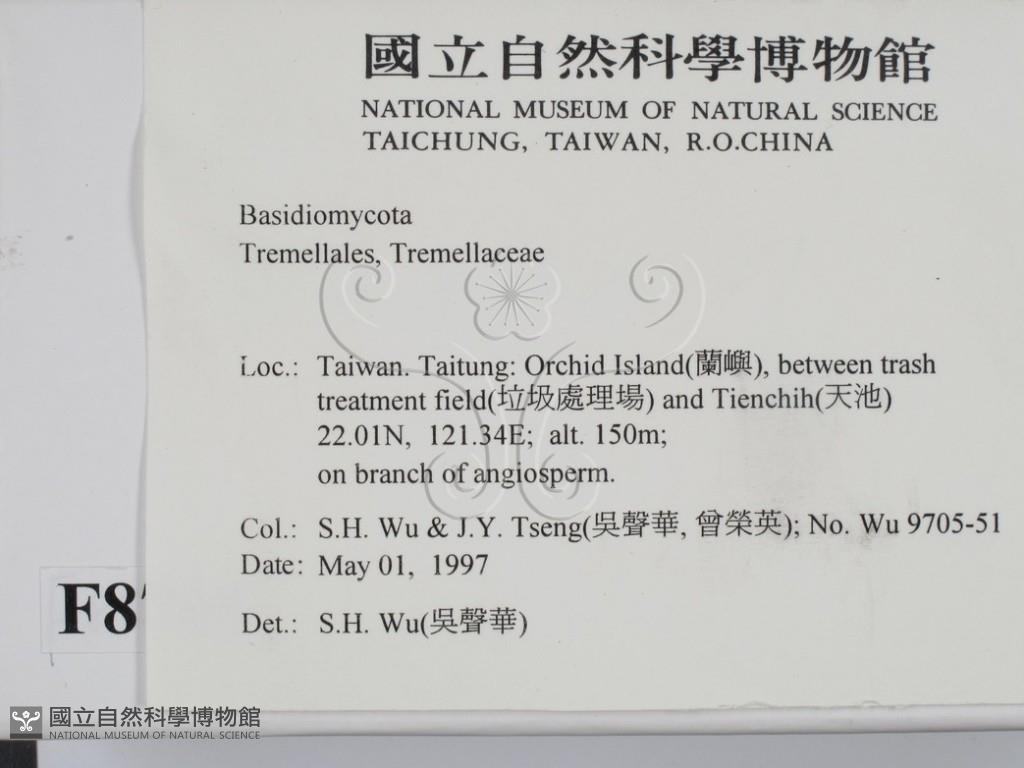 國立自然科學博物館
NATIONAL MUSEUM OF NATURAL SCIENCE
TAICHUNG, TAIWAN, R.O.CHINA
Basidiomycota
Tremellales, Tremellaceae
Loc.: Taiwan. Taitung: Orchid Island(蘭嶼), between trash
treatment field(垃圾處理場) and Tienchih(天池)
22.01N, 121.34E; alt. 150m;
on branch of angiosperm.
Col.: S.H. Wu & J.Y. Tseng(吳聲華, 曾榮英); No. Wu 9705-51
Date: May 01, 1997
Det.: S.H. Wu(吳聲華)
F8
國立自然科學博物館
NATIONAL MUSEUM OF NATURAL SCIENCE